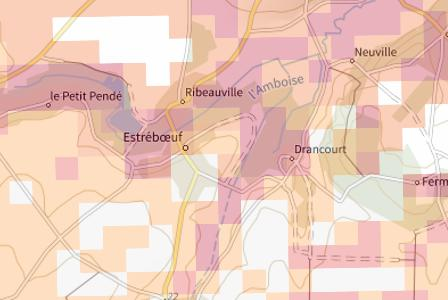 Neuville
le Petit Pendé
Ribeauville
l'Amboise
Estrébœuf
Drancourt
Ferm
22